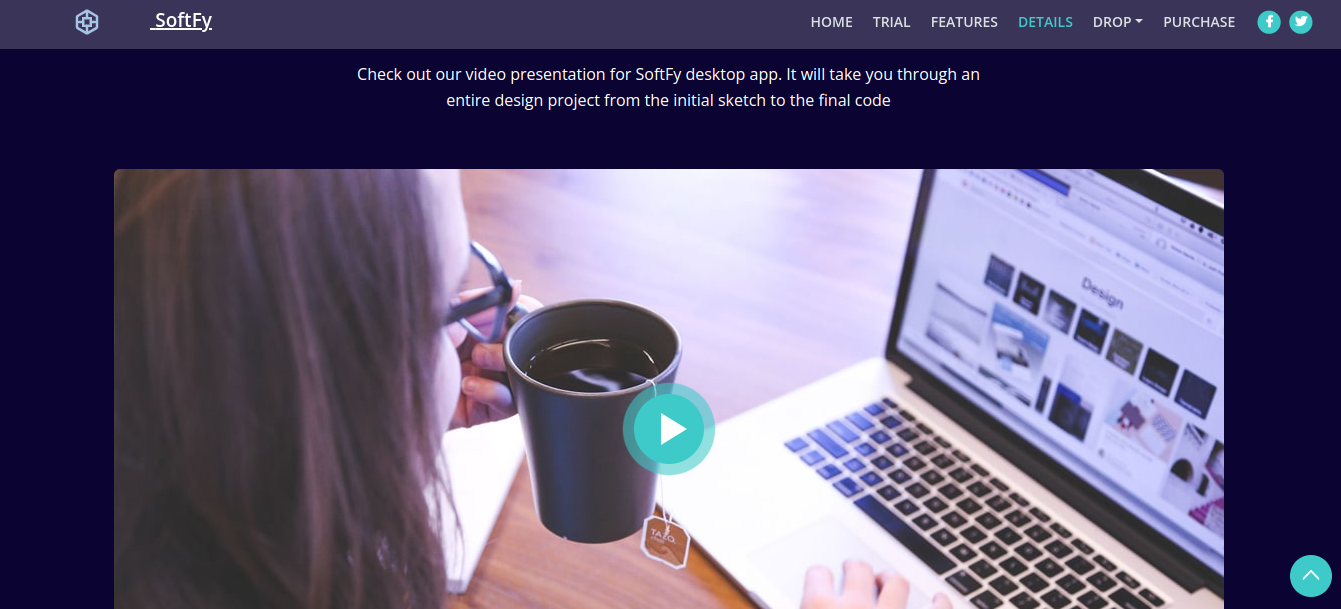 SoftFy
HOME TRIAL FEATURES DETAILS DROP PURCHASE
Check out our video presentation for SoftFy desktop app. It will take you through an
entire design project from the initial sketch to the final code
Design
TAZO